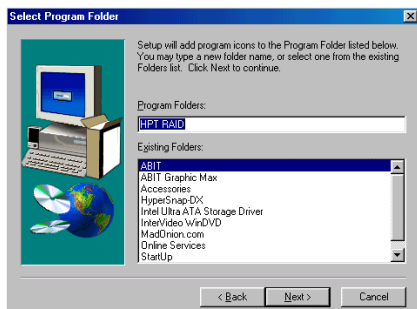 Select Program Folder
Setup will add program icons to the Program Folder listed below.
You may type a new folder name, or select one from the existing
Folders list. Click Next to continue.
Program Folders:
HPT RAID
Existing Folders:
ABIT
ABIT Graphic Max
Accessories
HyperSnap-DX
Intel Ultra ATA Storage Driver
InterVideo WinDVD
MadOnion.com
Online Services
StartUp
< Back
Next >
Cancel